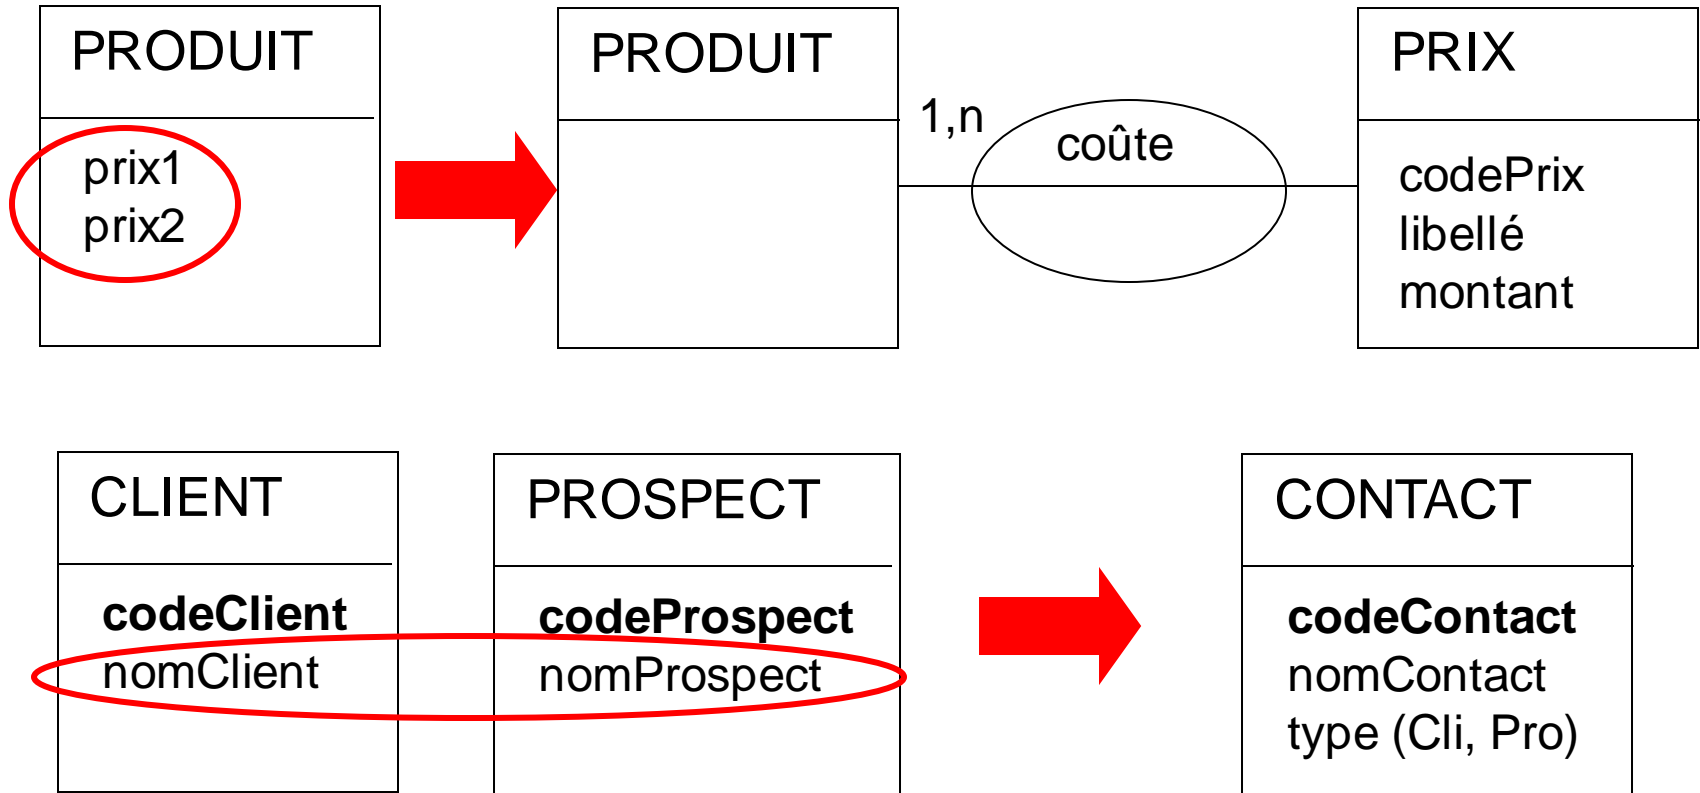 PRODUIT
prix1
prix2
PRODUIT
1,n
coûte
PRIX
codePrix
libellé
montant
CLIENT
codeClient
nomClient
PROSPECT
codeProspect
nomProspect
CONTACT
codeContact
nomContact
type (Cli, Pro)